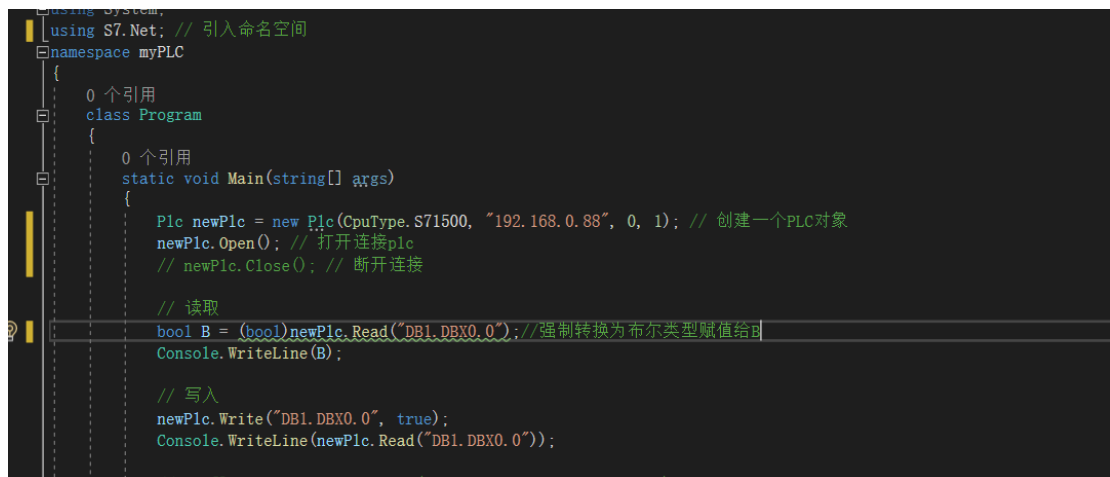 using System;
using S7.Net; // 引入命名空间
namespace myPLC
{
0 个引用
class Program
{
0 个引用
static void Main(string[] args)
{
Plc newPlc = new Plc(CpuType.S71500, "192.168.0.88", 0, 1); // 创建一个PLC对象
newPlc.Open(); // 打开连接plc
// newPlc.Close(); // 断开连接
// 读取
bool B = (bool)newPlc.Read("DB1.DBX0.0");//强制转换为布尔类型赋值给B
Console.WriteLine(B);
// 写入
newPlc.Write("DB1.DBX0.0", true);
Console.WriteLine(newPlc.Read("DB1.DBX0.0"));